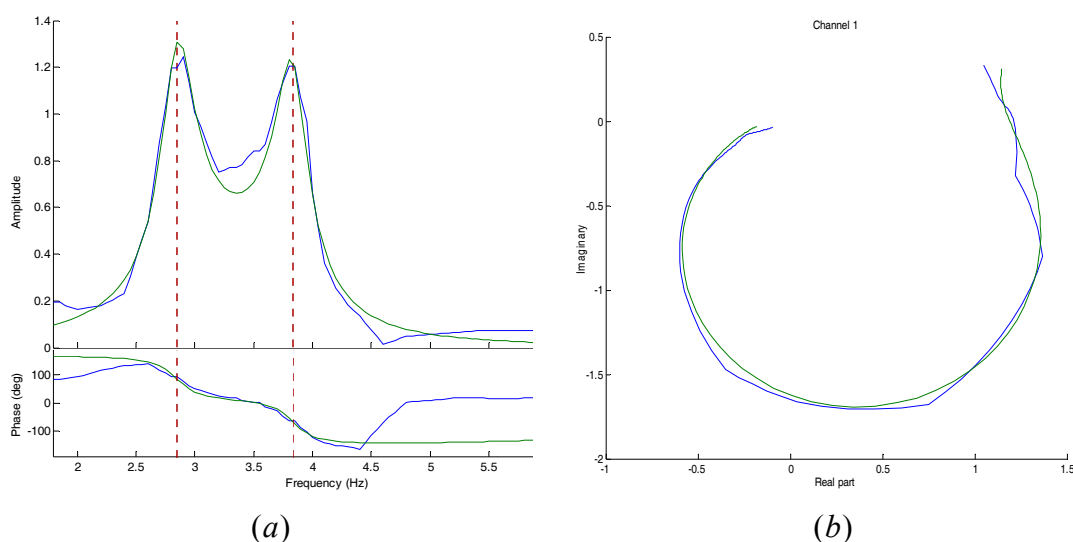 1.4
1.2
1
0.8
0.6
0.4
0.2
0
Amplitude
100
0
-100
Phase (deg)
2 2.5 3 3.5 4 4.5 5 5.5
Frequency (Hz)
(a)
Channel 1
0.5
0
-0.5
-1
-1.5
-2
Imaginary
-1 -0.5 0 0.5 1 1.5
Real part
(b)